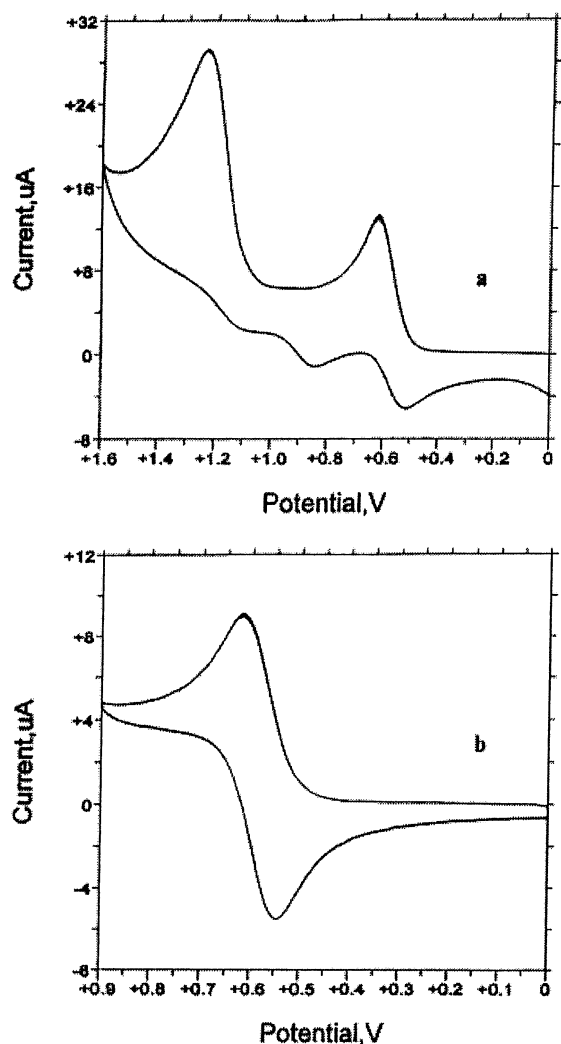 +32
+24
+16
+8
0
-8
Current,uA
a
+1.6 +1.4 +1.2 +1.0 +0.8 +0.6 +0.4 +0.2 0
Potential,V
+12
+8
+4
0
-4
-8
Current,uA
b
+0.9 +0.8 +0.7 +0.6 +0.5 +0.4 +0.3 +0.2 +0.1 0
Potential,V